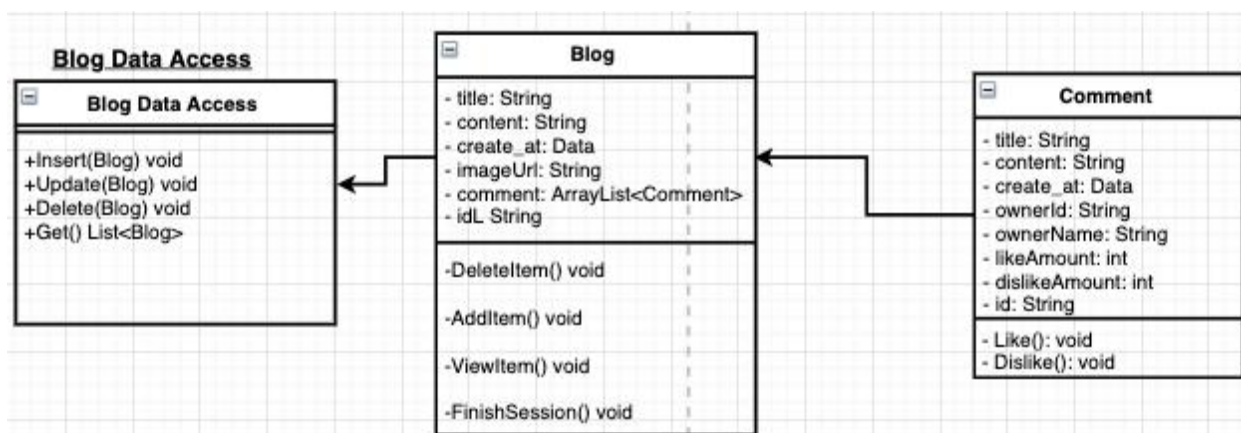 Blog Data Access
Blog Data Access
+Insert(Blog) void
+Update(Blog) void
+Delete(Blog) void
+Get() List<Blog>
Blog
- title: String
- content: String
- create_at: Data
- imageUrl: String
- comment: ArrayList<Comment>
- idL String
-DeleteItem() void
-AddItem() void
-ViewItem() void
-FinishSession() void
Comment
- title: String
- content: String
- create_at: Data
- ownerId: String
- ownerName: String
- likeAmount: int
- dislikeAmount: int
- id: String
- Like(): void
- Dislike(): void